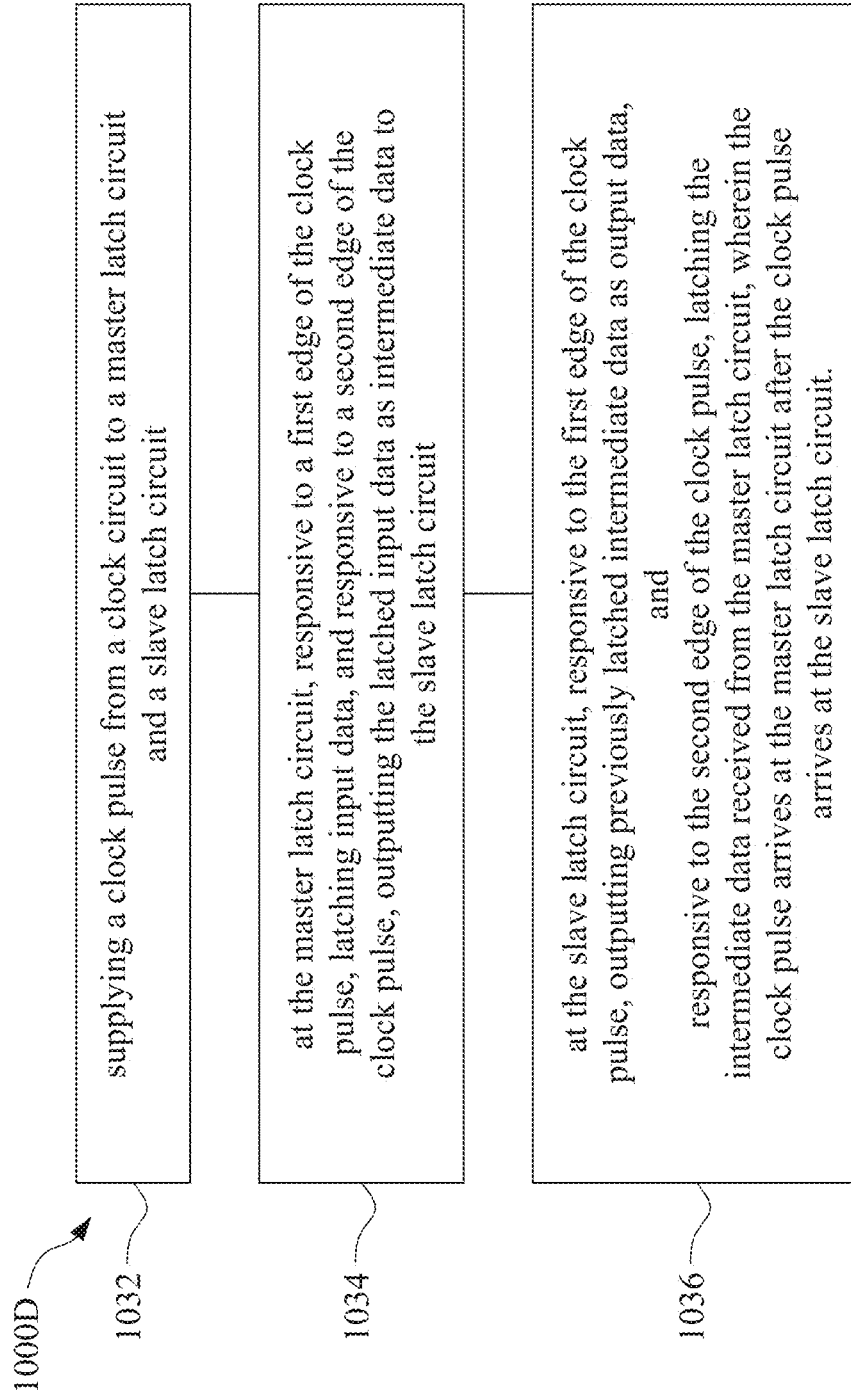 1000D
1032
supplying a clock pulse from a clock circuit to a master latch circuit
and a slave latch circuit
1034
at the master latch circuit, responsive to a first edge of the clock
pulse, latching input data, and responsive to a second edge of the
clock pulse, outputting the latched input data as intermediate data to
the slave latch circuit
1036
at the slave latch circuit, responsive to the first edge of the clock
pulse, outputting previously latched intermediate data as output data,
and
responsive to the second edge of the clock pulse, latching the
intermediate data received from the master latch circuit, wherein the
clock pulse arrives at the master latch circuit after the clock pulse
arrives at the slave latch circuit.